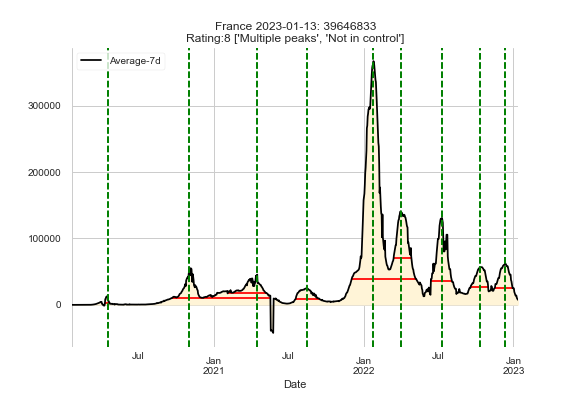 France 2023-01-13: 39646833
Rating:8 ['Multiple peaks', 'Not in control']
Average-7d
300000
200000
100000
0
Jul Jan Jul Jan Jul Jan
2021 2022 2023
Date